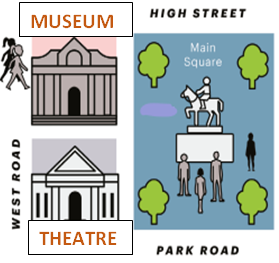 MUSEUM
HIGH STREET
Main
Square
WEST ROAD
THEATRE
PARK ROAD